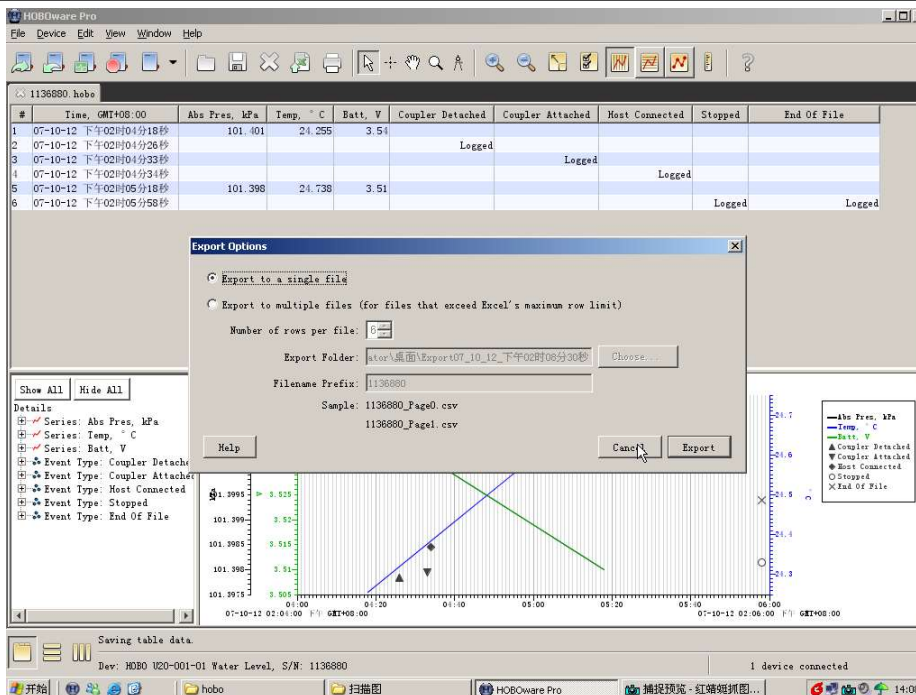 HOBOware Pro
File Device Edit View Window Help
1136880.hobo
# Time, GMT+08:00 Abs Pres, kPa Temp, °C Batt, V Coupler Detached Coupler Attached Host Connected Stopped End Of File
1 07-10-12 下午02时04分18秒 101.401 24.255 3.54
2 07-10-12 下午02时04分26秒 Logged
3 07-10-12 下午02时04分33秒 Logged
4 07-10-12 下午02时04分34秒 Logged
5 07-10-12 下午02时05分18秒 101.398 24.738 3.51
6 07-10-12 下午02时05分58秒 Logged Logged
Export Options
Export to a single file
Export to multiple files (for files that exceed Excel's maximum row limit)
Number of rows per file: 6
Export Folder: ator\桌面\Export07_10_12_下午02时08分30秒 Choose...
Filename Prefix: 1136880
Sample: 1136880_Page0.csv
1136880_Page1.csv
Help Cancel Export
Show All Hide All
Details
Series: Abs Pres, kPa
Series: Temp, °C
Series: Batt, V
Event Type: Coupler Detache
Event Type: Coupler Attache
Event Type: Host Connected
Event Type: Stopped
Event Type: End Of File
101.3995 3.525
101.399 3.52
101.3985 3.515
101.398 3.51
101.3975 3.505
24.7
24.6
24.5
24.4
24.3
Abs Pres, kPa
Temp, °C
Batt, V
Coupler Detached
Coupler Attached
Host Connected
Stopped
End Of File
04:00 04:20 04:40 05:00 05:20 05:40 06:00
07-10-12 02:04:00 下午 GMT+08:00 07-10-12 02:06:00 下午 GMT+08:00
Saving table data.
Dev: HOBO U20-001-01 Water Level, S/N: 1136880 1 device connected
开始 hobo 扫描图 HOBOware Pro 捕捉预览 - 红蜻蜓抓图... 14:0